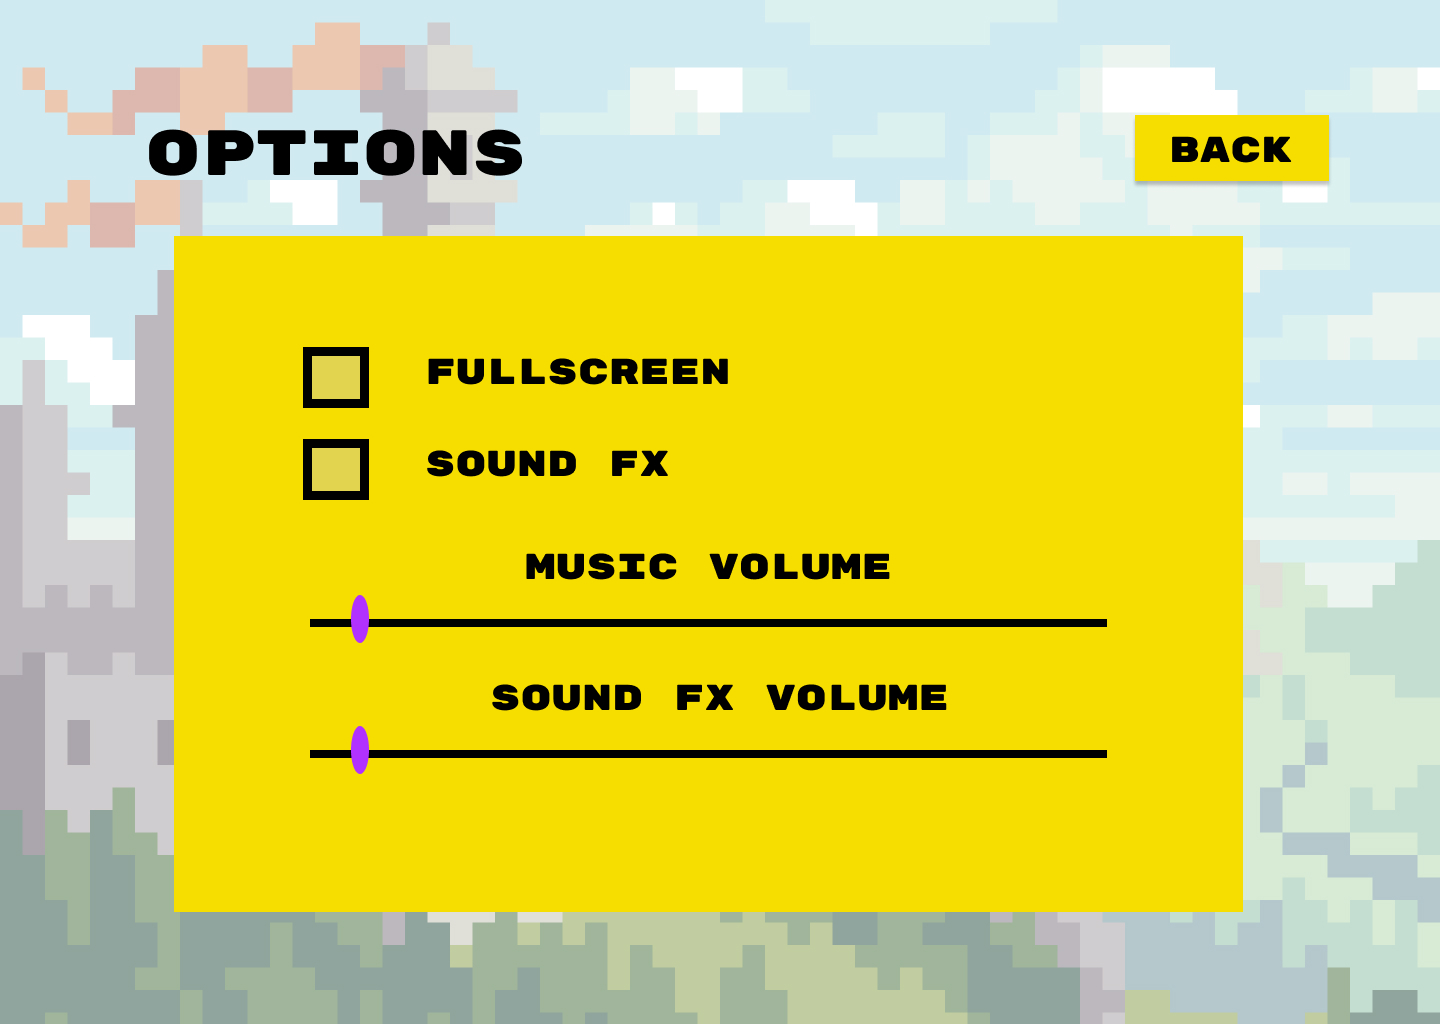 OPTIONS
BACK
FULLSCREEN
SOUND FX
MUSIC VOLUME
SOUND FX VOLUME